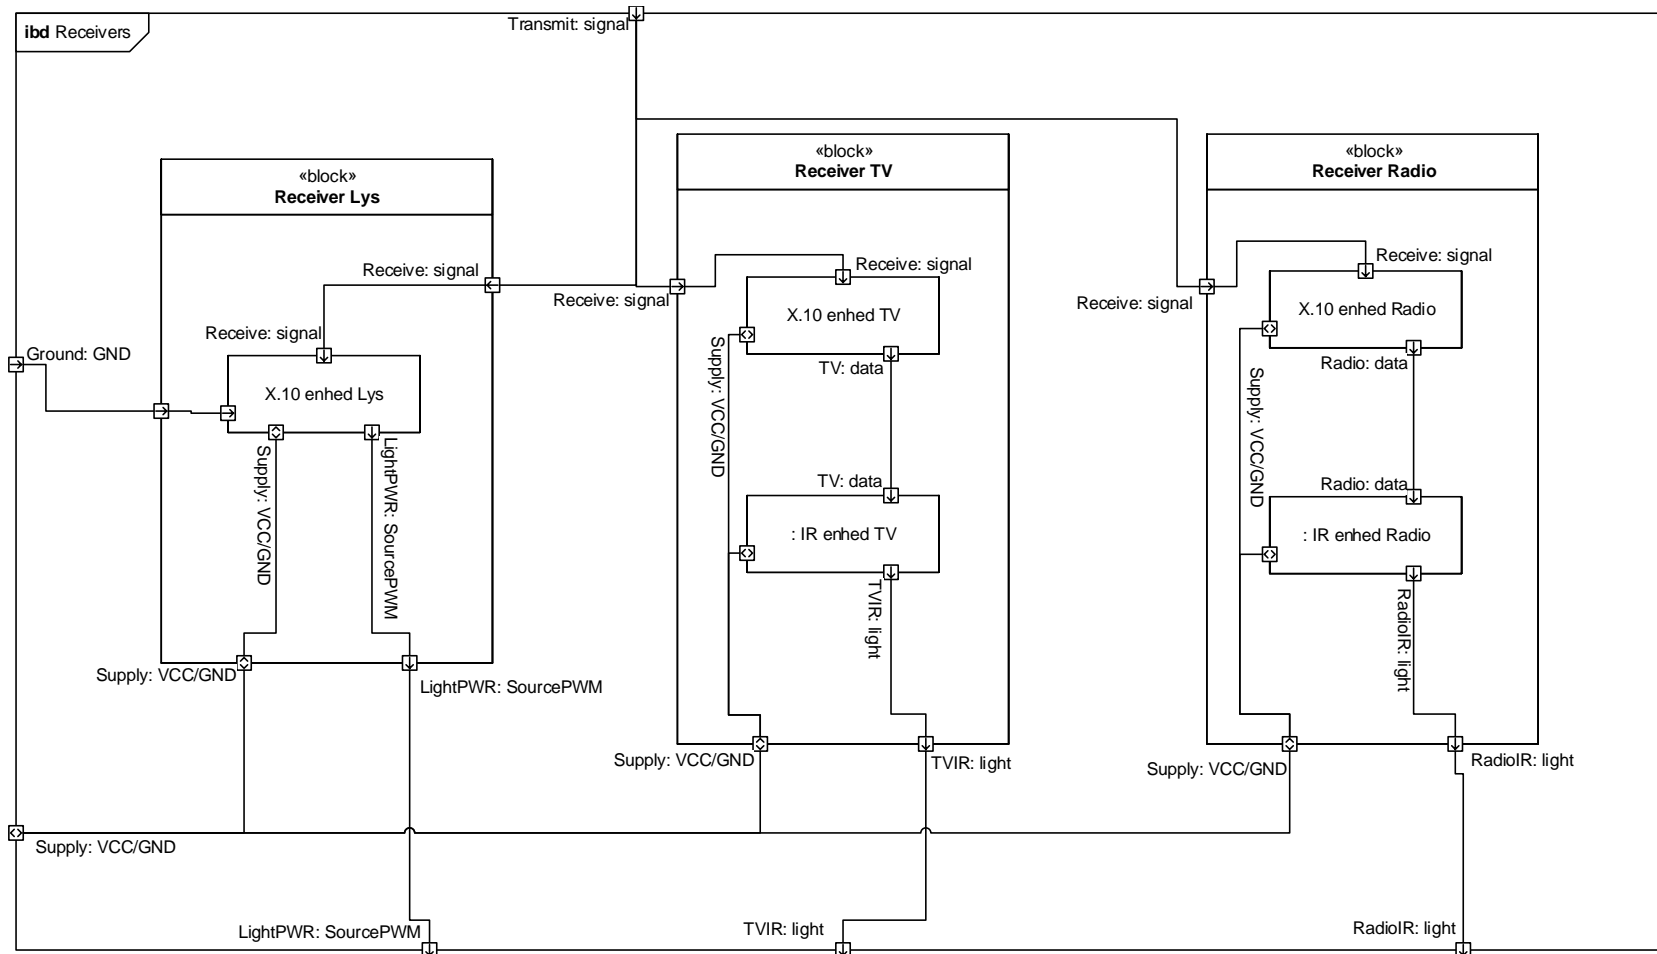 Transmit: signal
ibd Receivers
«block»
Receiver Lys
Receive: signal
Receive: signal
Ground: GND
X.10 enhed Lys
Supply: VCC/GND
LightPWR: SourcePWM
Supply: VCC/GND
LightPWR: SourcePWM
«block»
Receiver TV
Receive: signal
Receive: signal
X.10 enhed TV
Supply: VCC/GND
TV: data
TV: data
: IR enhed TV
TVIR: light
Supply: VCC/GND
TVIR: light
«block»
Receiver Radio
Receive: signal
Receive: signal
X.10 enhed Radio
Supply: VCC/GND
Radio: data
Radio: data
: IR enhed Radio
RadioIR: light
Supply: VCC/GND
RadioIR: light
Supply: VCC/GND
LightPWR: SourcePWM
TVIR: light
RadioIR: light